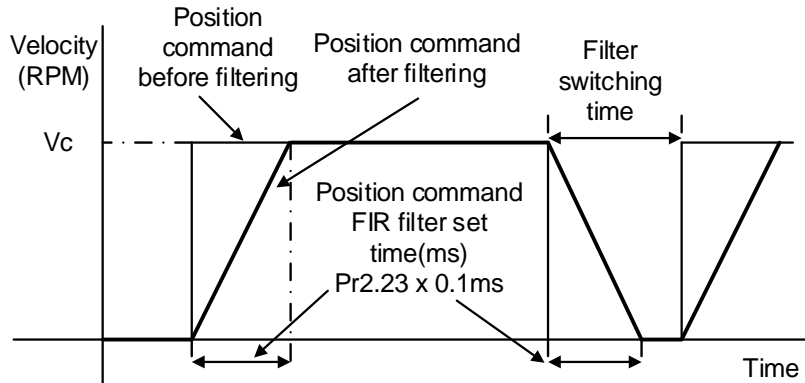 Position
command
before filtering
Velocity
(RPM)
Position command
after filtering
Filter
switching
time
Vc
Position command
FIR filter set
time(ms)
Pr2.23 x 0.1ms
Time